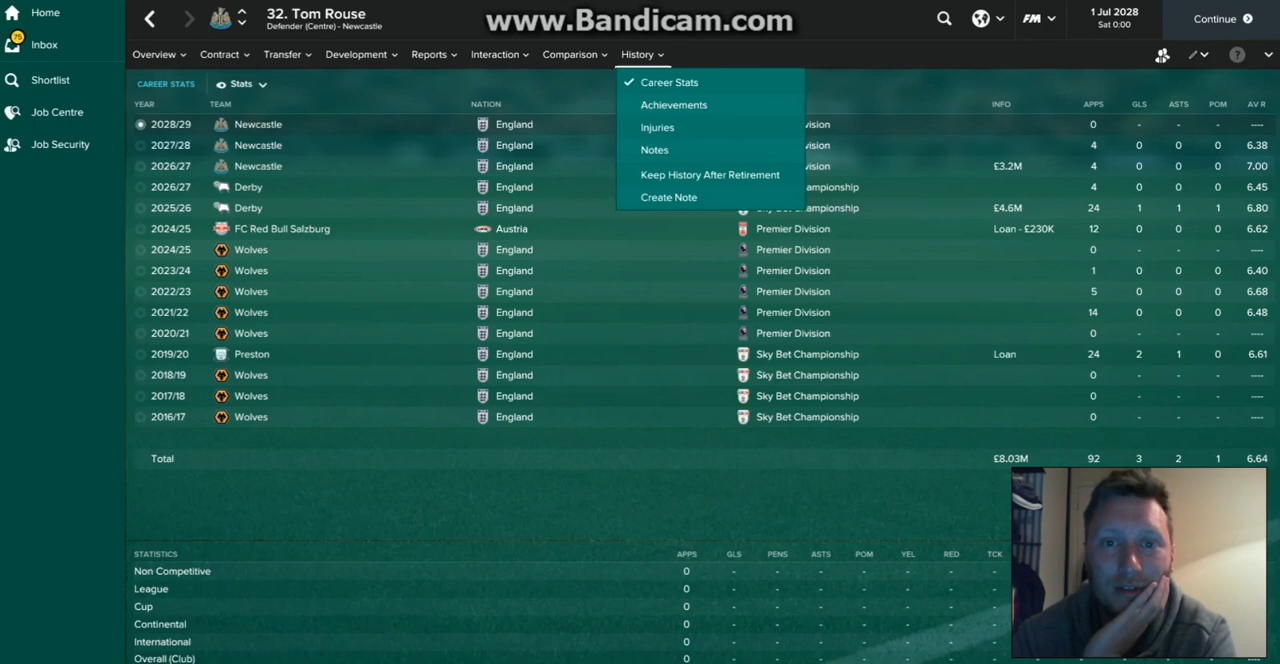 Home
Inbox
75
Shortlist
Job Centre
Job Security
32. Tom Rouse
Defender (Centre) - Newcastle
www.Bandicam.com
FM
1 Jul 2028
Sat 0:00
Continue
Overview Contract Transfer Development Reports Interaction Comparison History
?
CAREER STATS Stats
Career Stats
Achievements
Injuries
Notes
Keep History After Retirement
Create Note
YEAR TEAM NATION INFO APPS GLS ASTS POM AV R
2028/29 Newcastle England vision 0 - - - ----
2027/28 Newcastle England vision 4 0 0 0 6.38
2026/27 Newcastle England vision £3.2M 4 0 0 0 7.00
2026/27 Derby England ampionship 4 0 0 0 6.45
2025/26 Derby England Sky Bet Championship £4.6M 24 1 1 1 6.80
2024/25 FC Red Bull Salzburg Austria Premier Division Loan - £230K 12 0 0 0 6.62
2024/25 Wolves England Premier Division 0 - - - ----
2023/24 Wolves England Premier Division 1 0 0 0 6.40
2022/23 Wolves England Premier Division 5 0 0 0 6.68
2021/22 Wolves England Premier Division 14 0 0 0 6.48
2020/21 Wolves England Premier Division 0 - - - ----
2019/20 Preston England Sky Bet Championship Loan 24 2 1 0 6.61
2018/19 Wolves England Sky Bet Championship 0 - - - ----
2017/18 Wolves England Sky Bet Championship 0 - - - ----
2016/17 Wolves England Sky Bet Championship 0 - - - ----
Total £8.03M 92 3 2 1 6.64
STATISTICS APPS GLS PENS ASTS POM YEL RED TCK
Non Competitive 0 - - - - - - -
League 0 - - - - - - -
Cup 0 - - - - - - -
Continental 0 - - - - - - -
International 0 - - - - - - -
Overall (Club) 0 - - - - - - -